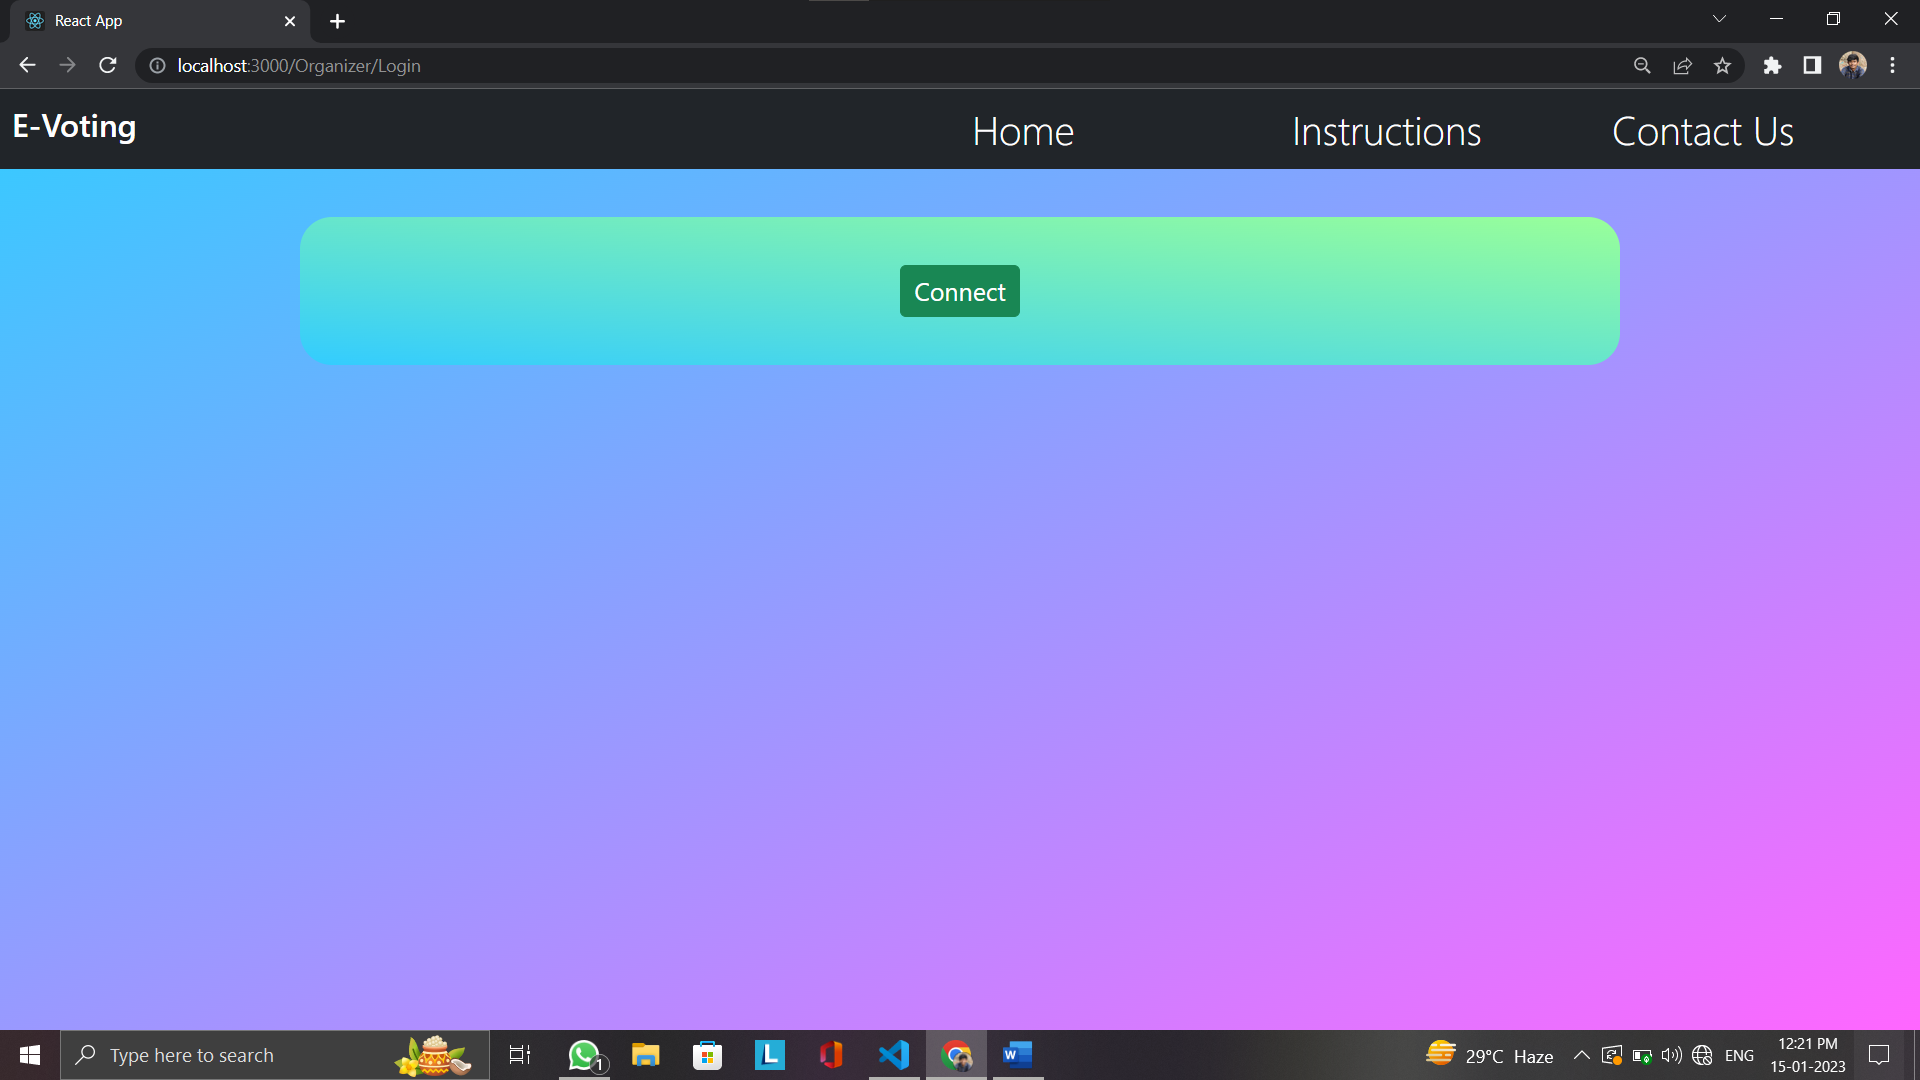 React App
localhost:3000/Organizer/Login
E-Voting
Home
Instructions
Contact Us
Connect
Type here to search
1
L
W
29°C Haze
ENG
12:21 PM
15-01-2023